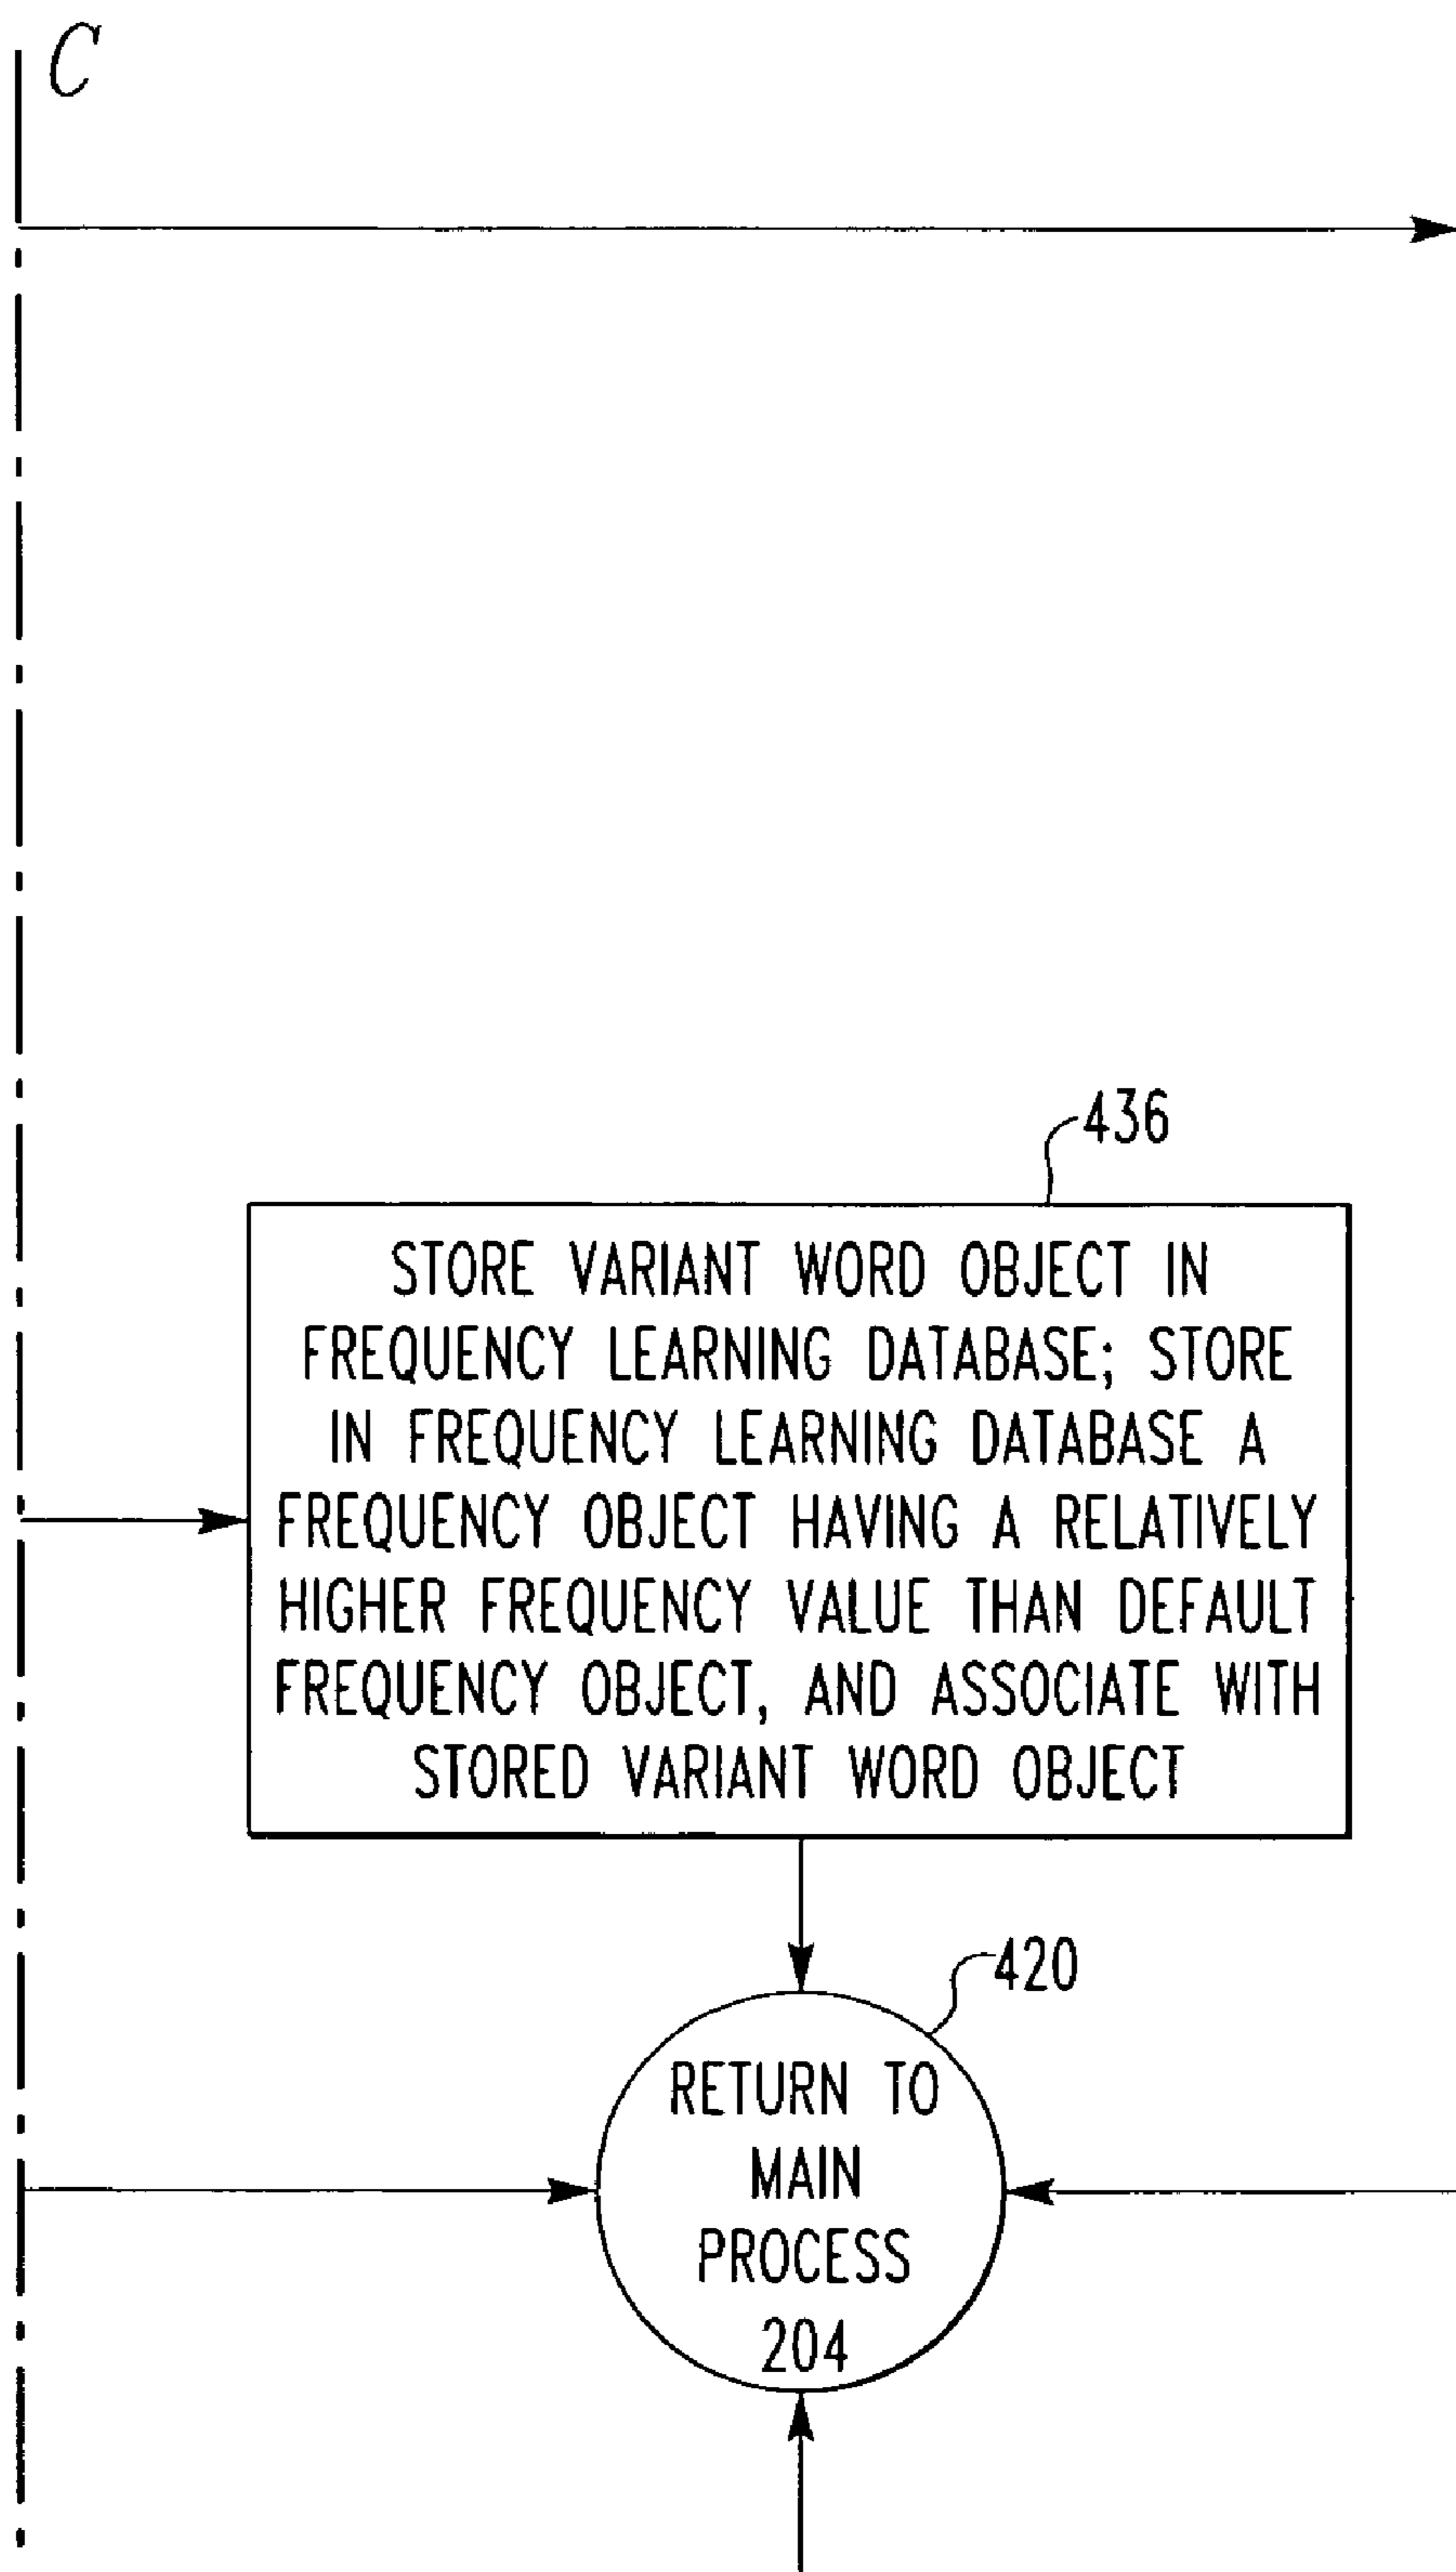 C
436
STORE VARIANT WORD OBJECT IN
FREQUENCY LEARNING DATABASE; STORE
IN FREQUENCY LEARNING DATABASE A
FREQUENCY OBJECT HAVING A RELATIVELY
HIGHER FREQUENCY VALUE THAN DEFAULT
FREQUENCY OBJECT, AND ASSOCIATE WITH
STORED VARIANT WORD OBJECT
420
RETURN TO
MAIN
PROCESS
204